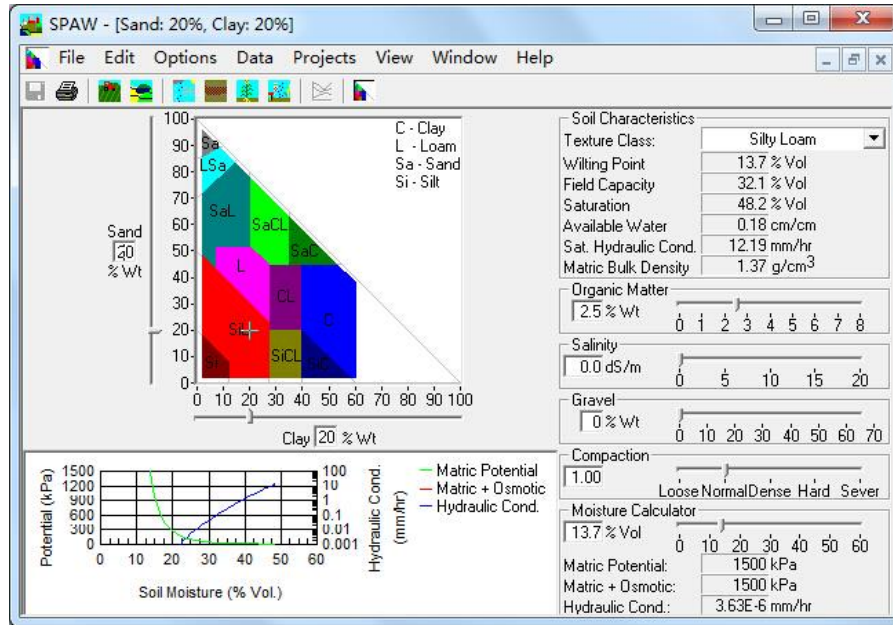 SPAW - [Sand: 20%, Clay: 20%]
File Edit Options Data Projects View Window Help
C - Clay
L - Loam
Sa - Sand
Si - Silt
100
90
80
70
60
50
40
30
20
10
0
Sand
% Wt
Sa
LSa
SaL
SaCL
SaC
L
CL
C
SiL
Si
SiCL
SiC
0 10 20 30 40 50 60 70 80 90 100
Clay 20 % Wt
Soil Characteristics
Texture Class: Silty Loam
Wilting Point 13.7 % Vol
Field Capacity 32.1 % Vol
Saturation 48.2 % Vol
Available Water 0.18 cm/cm
Sat. Hydraulic Cond. 12.19 mm/hr
Matric Bulk Density 1.37 g/cm3
Organic Matter
2.5 % Wt
0 1 2 3 4 5 6 7 8
Salinity
0.0 dS/m
0 5 10 15 20
Gravel
0 % Wt
0 10 20 30 40 50 60 70
Compaction
1.00
Loose Normal Dense Hard Sever
Moisture Calculator
13.7 % Vol
0 10 20 30 40 50 60
Matric Potential: 1500 kPa
Matric + Osmotic: 1500 kPa
Hydraulic Cond.: 3.63E-6 mm/hr
Potential (kPa)
1500
1200
900
600
300
0
0 10 20 30 40 50 60
Soil Moisture (% Vol.)
100
10
1
0.1
0.01
0.001
Hydraulic Cond.
(mm/hr)
Matric Potential
Matric + Osmotic
Hydraulic Cond.